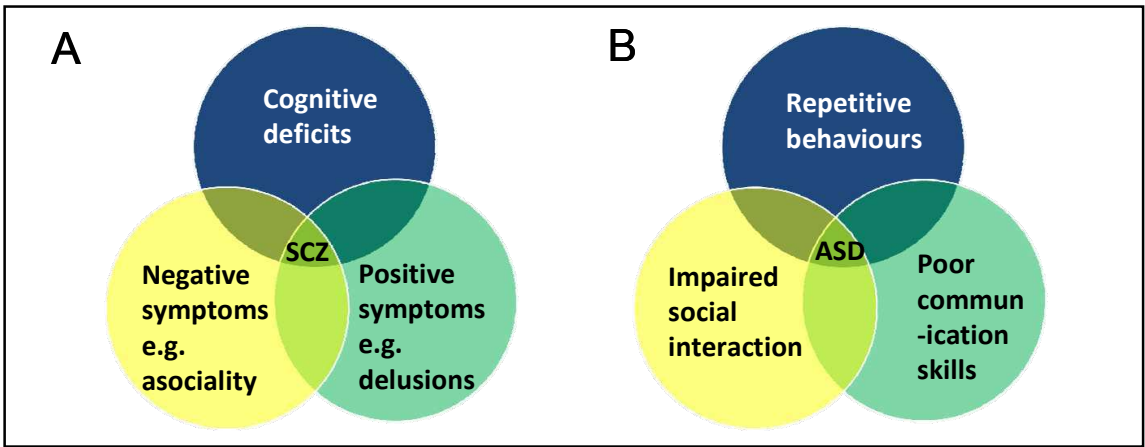 A
Cognitive
deficits
SCZ
Negative
symptoms
e.g.
asociality
Positive
symptoms
e.g.
delusions
B
Repetitive
behaviours
ASD
Impaired
social
interaction
Poor
commun
-ication
skills